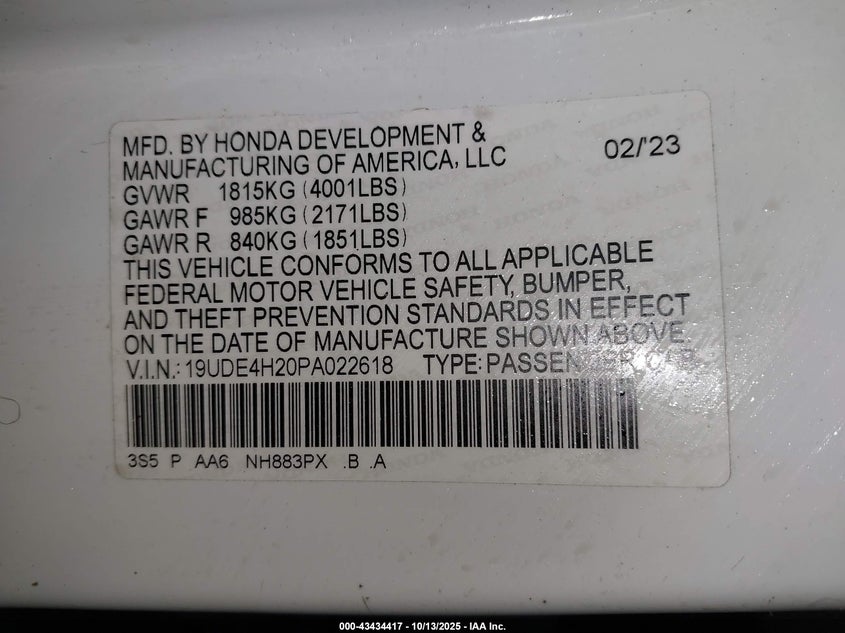 MFD. BY HONDA DEVELOPMENT &
MANUFACTURING OF AMERICA, LLC 02/'23
GVWR 1815KG (4001LBS)
GAWR F 985KG (2171LBS)
GAWR R 840KG (1851LBS)
THIS VEHICLE CONFORMS TO ALL APPLICABLE
FEDERAL MOTOR VEHICLE SAFETY, BUMPER,
AND THEFT PREVENTION STANDARDS IN EFFECT
ON THE DATE OF MANUFACTURE SHOWN ABOVE.
V.I.N.: 19UDE4H20PA022618 TYPE: PASSENGER CAR
3S5 P AA6 NH883PX .B .A
000-43434417 - 10/13/2025 - IAA Inc.